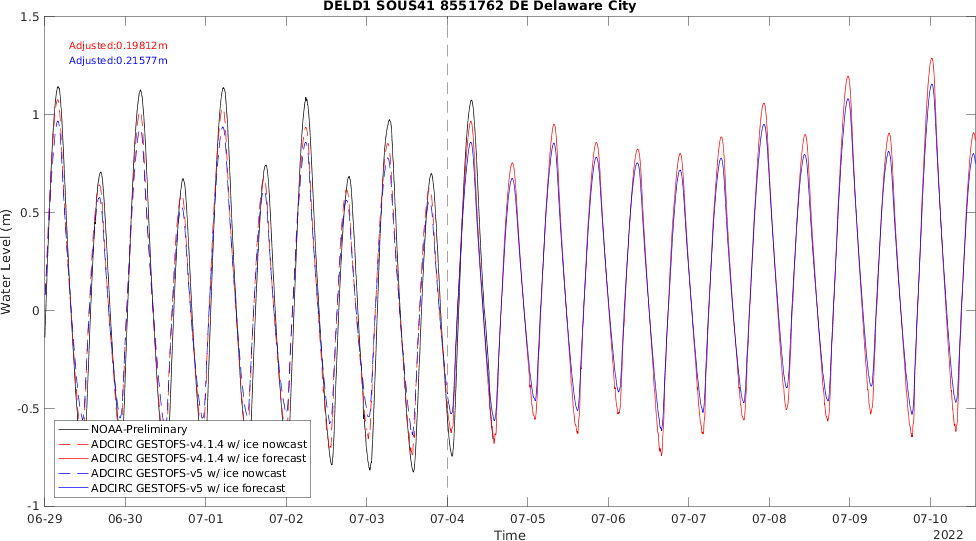 DELD1 SOUS41 8551762 DE Delaware City
1.5
Adjusted:0.19812m
Adjusted:0.21577m
1
0.5
Water Level (m)
0
-0.5
NOAA-Preliminary
ADCIRC GESTOFS-v4.1.4 w/ ice nowcast
ADCIRC GESTOFS-v4.1.4 w/ ice forecast
ADCIRC GESTOFS-v5 w/ ice nowcast
ADCIRC GESTOFS-v5 w/ ice forecast
-1
06-29 06-30 07-01 07-02 07-03 07-04 07-05 07-06 07-07 07-08 07-09 07-10
Time
2022